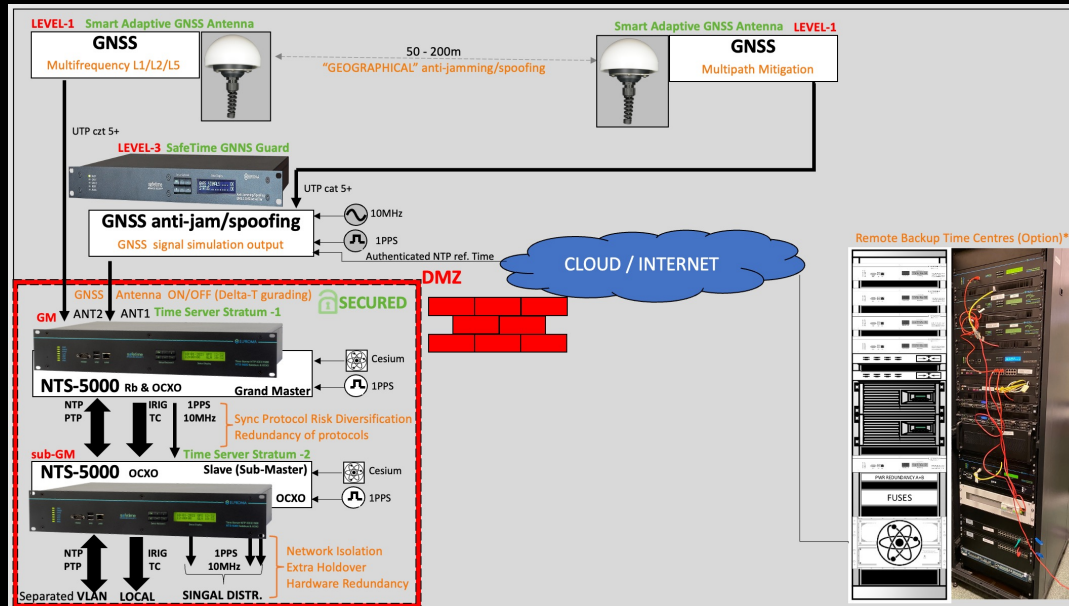 LEVEL-1 Smart Adaptive GNSS Antenna
GNSS
Multifrequency L1/L2/L5
50 - 200m
"GEOGRAPHICAL" anti-jamming/spoofing
Smart Adaptive GNSS Antenna LEVEL-1
GNSS
Multipath Mitigation
UTP czt 5+
LEVEL-3 SafeTime GNNS Guard
UTP cat 5+
GNSS anti-jam/spoofing
GNSS signal simulation output
10MHz
1PPS
Authenticated NTP ref. Time
CLOUD / INTERNET
DMZ
Remote Backup Time Centres (Option)*
GNSS Antenna ON/OFF (Delta-T gurading)
SECURED
GM ANT2 ANT1 Time Server Stratum -1
NTS-5000 Rb & OCXO Grand Master
Cesium
1PPS
NTP
PTP
IRIG
TC
1PPS
10MHz
Sync Protocol Risk Diversification
Redundancy of protocols
sub-GM Time Server Stratum -2
NTS-5000 OCXO Slave (Sub-Master)
Cesium
OCXO
1PPS
NTP
PTP
IRIG
TC
1PPS
10MHz
Network Isolation
Extra Holdover
Hardware Redundancy
Separated VLAN LOCAL SINGAL DISTR.
PWR REDUNDANCY A+B
FUSES